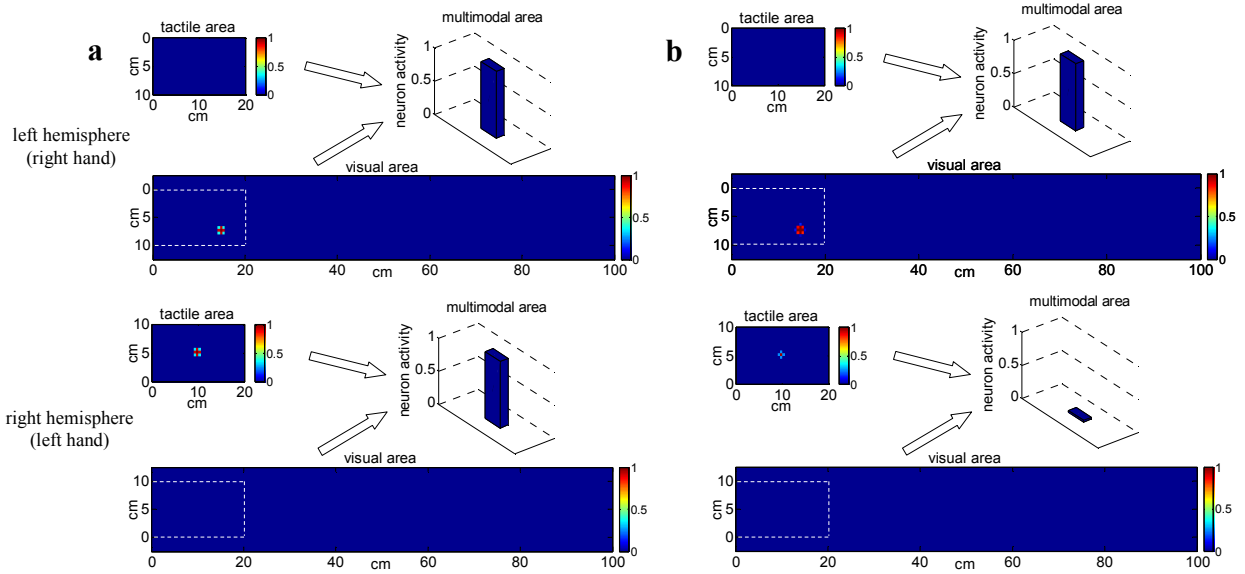 a
tactile area
0
5
10
cm
0 10 20
cm
1
0.5
0
multimodal area
neuron activity
1
0.5
0
left hemisphere
(right hand)
visual area
0
5
10
cm
0 20 40 cm 60 80 100
1
0.5
0
tactile area
10
5
0
cm
0 10 20
cm
1
0.5
0
multimodal area
neuron activity
1
0.5
0
right hemisphere
(left hand)
visual area
10
5
0
cm
0 20 40 cm 60 80 100
1
0.5
0
b
tactile area
0
5
10
cm
0 10 20
cm
1
0.5
0
multimodal area
neuron activity
1
0.5
0
visual area
0
5
10
cm
0 20 40 cm 60 80 100
1
0.5
0
tactile area
10
5
0
cm
0 10 20
cm
1
0.5
0
multimodal area
neuron activity
1
0.5
0
visual area
10
5
0
cm
0 20 40 cm 60 80 100
1
0.5
0